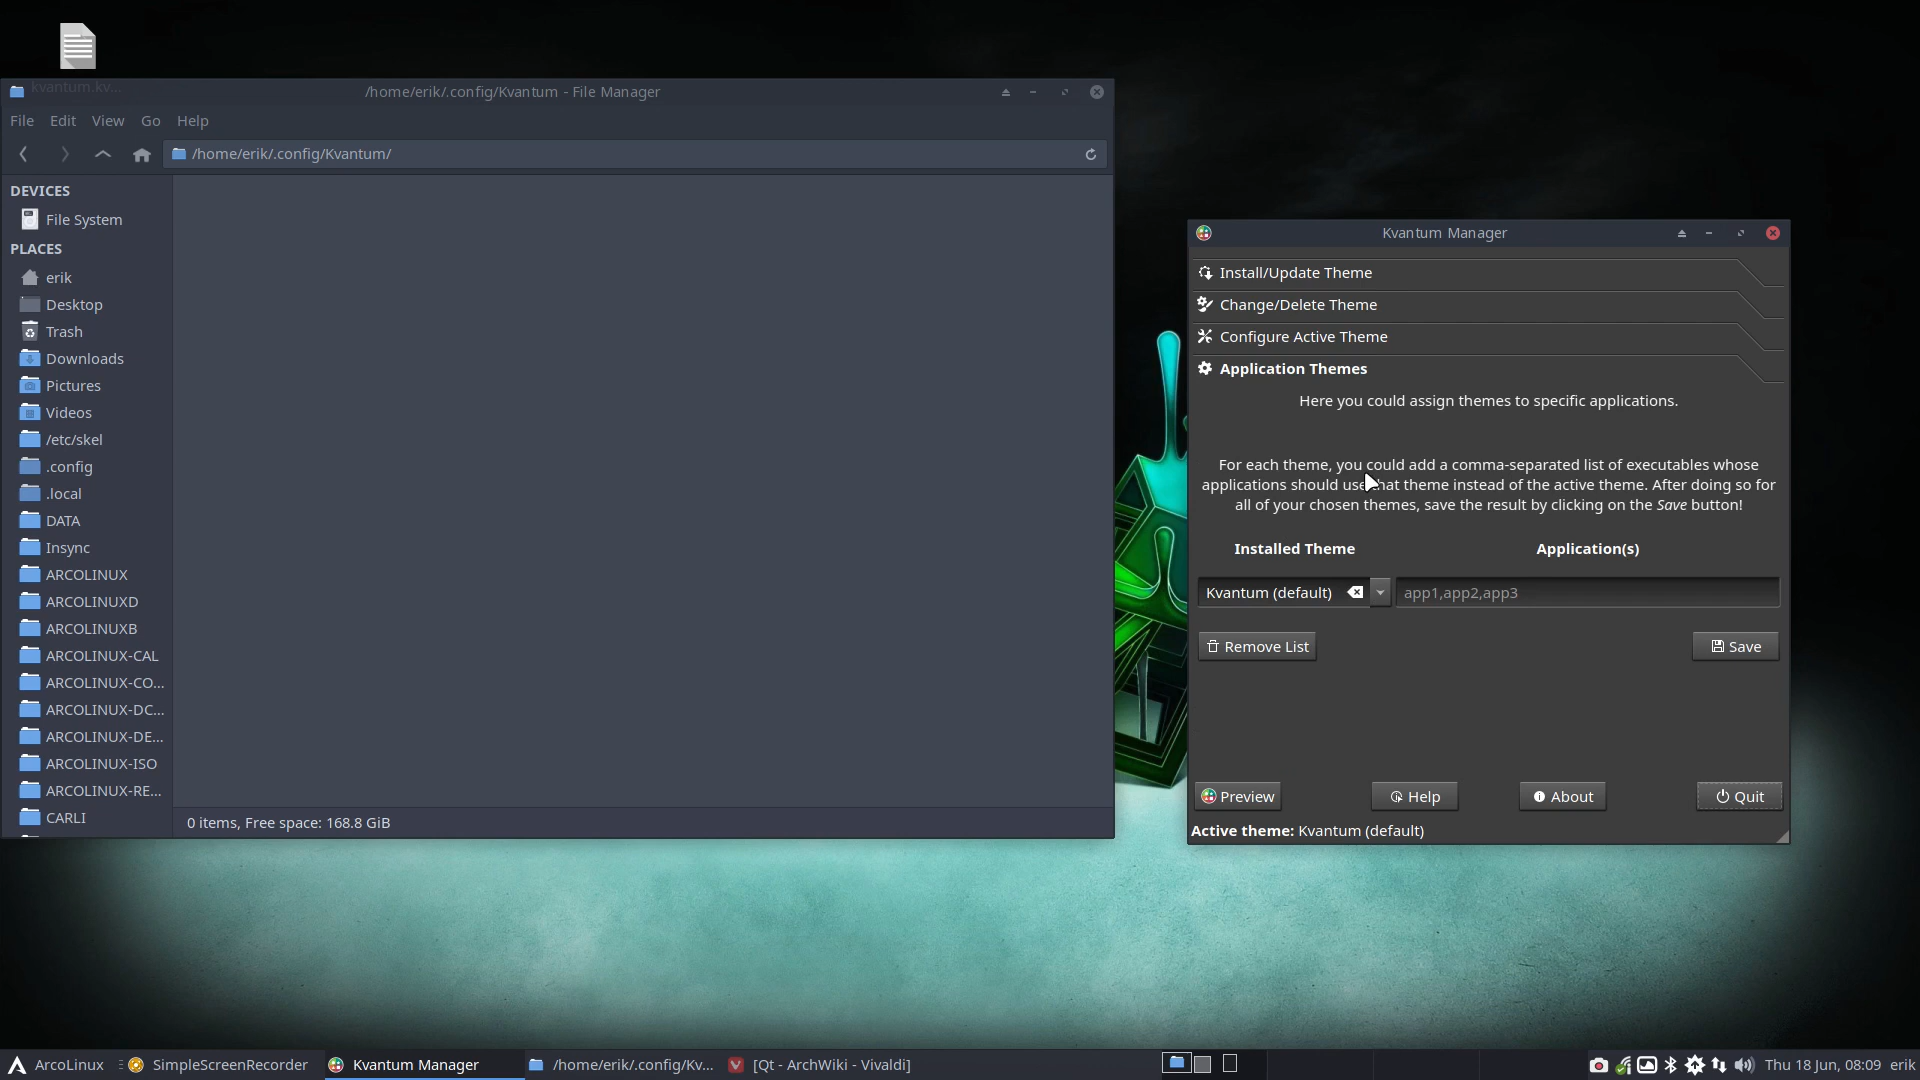 kvantum.kv...
/home/erik/.config/Kvantum - File Manager
File Edit View Go Help
/home/erik/.config/Kvantum/
DEVICES
File System
PLACES
erik
Desktop
Trash
Downloads
Pictures
Videos
/etc/skel
.config
.local
DATA
Insync
ARCOLINUX
ARCOLINUXD
ARCOLINUXB
ARCOLINUX-CAL
ARCOLINUX-CO...
ARCOLINUX-DC...
ARCOLINUX-DE...
ARCOLINUX-ISO
ARCOLINUX-RE...
CARLI
0 items, Free space: 168.8 GiB
Kvantum Manager
Install/Update Theme
Change/Delete Theme
Configure Active Theme
Application Themes
Here you could assign themes to specific applications.
For each theme, you could add a comma-separated list of executables whose
applications should use that theme instead of the active theme. After doing so for
all of your chosen themes, save the result by clicking on the Save button!
Installed Theme Application(s)
Kvantum (default) app1,app2,app3
Remove List Save
Preview Help About Quit
Active theme: Kvantum (default)
ArcoLinux SimpleScreenRecorder Kvantum Manager /home/erik/.config/Kv... [Qt - ArchWiki - Vivaldi] Thu 18 Jun, 08:09 erik